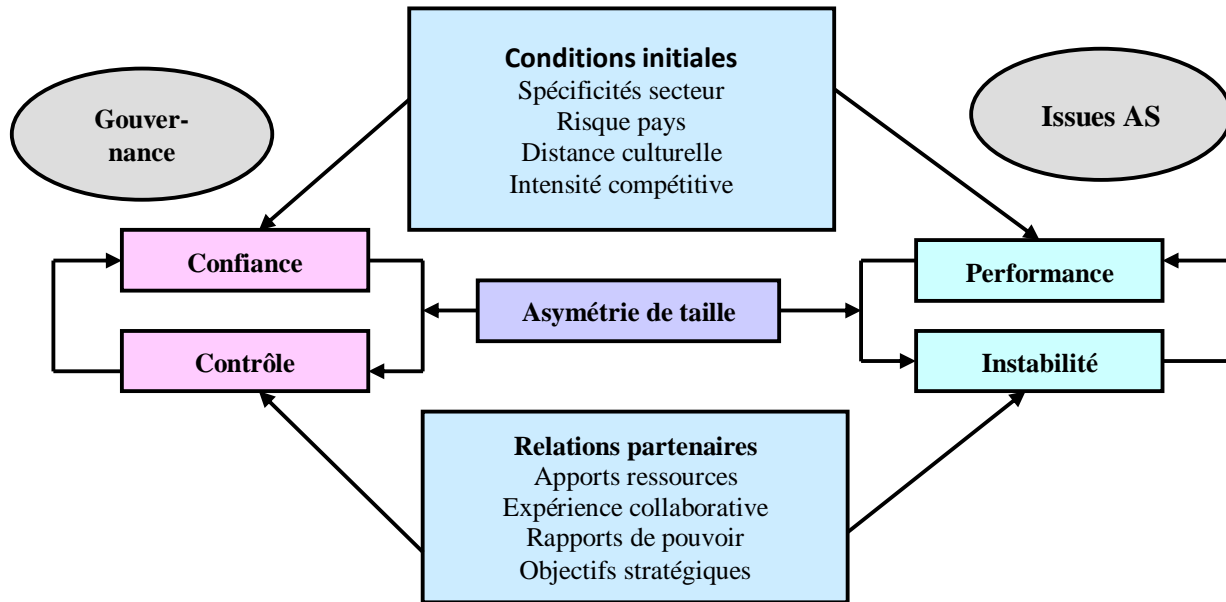 Conditions initiales
Spécificités secteur
Risque pays
Distance culturelle
Intensité compétitive
Gouver-
nance
Issues AS
Confiance
Performance
Asymétrie de taille
Contrôle
Instabilité
Relations partenaires
Apports ressources
Expérience collaborative
Rapports de pouvoir
Objectifs stratégiques